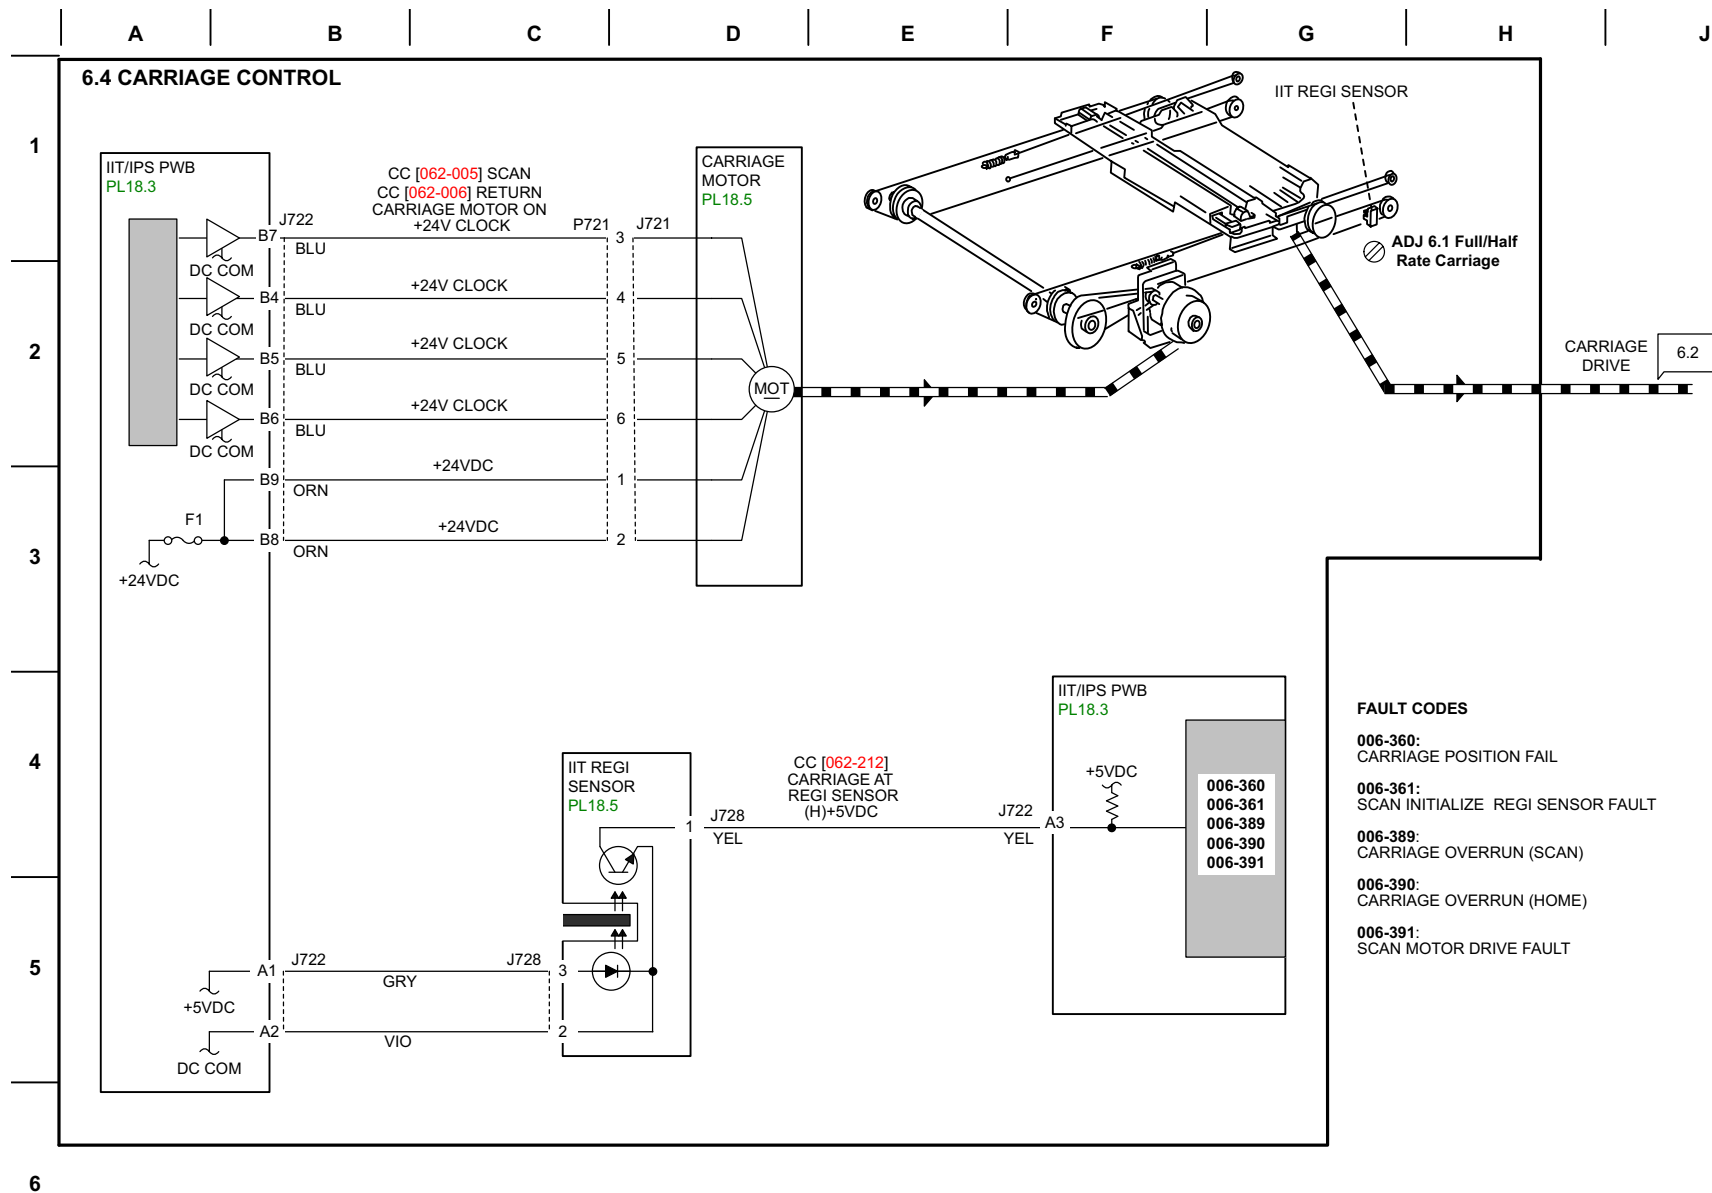 A B C D E F G H J
1
2
3
4
5
6
6.4 CARRIAGE CONTROL
IIT/IPS PWB
PL18.3
CC [062-005] SCAN
CC [062-006] RETURN
CARRIAGE MOTOR ON
+24V CLOCK
J722
B7
BLU
P721
3
J721
DC COM
B4
BLU
+24V CLOCK
4
DC COM
B5
BLU
+24V CLOCK
5
DC COM
B6
BLU
+24V CLOCK
6
DC COM
B9
ORN
+24VDC
1
F1
B8
ORN
+24VDC
2
+24VDC
CARRIAGE
MOTOR
PL18.5
MOT
IIT REGI SENSOR
ADJ 6.1 Full/Half
Rate Carriage
CARRIAGE
DRIVE
6.2
IIT REGI
SENSOR
PL18.5
1
J728
YEL
CC [062-212]
CARRIAGE AT
REGI SENSOR
(H)+5VDC
J722
YEL
A3
IIT/IPS PWB
PL18.3
+5VDC
006-360
006-361
006-389
006-390
006-391
A1
J722
GRY
J728
3
+5VDC
A2
VIO
2
DC COM
FAULT CODES
006-360:
CARRIAGE POSITION FAIL
006-361:
SCAN INITIALIZE  REGI SENSOR FAULT
006-389:
CARRIAGE OVERRUN (SCAN)
006-390:
CARRIAGE OVERRUN (HOME)
006-391:
SCAN MOTOR DRIVE FAULT